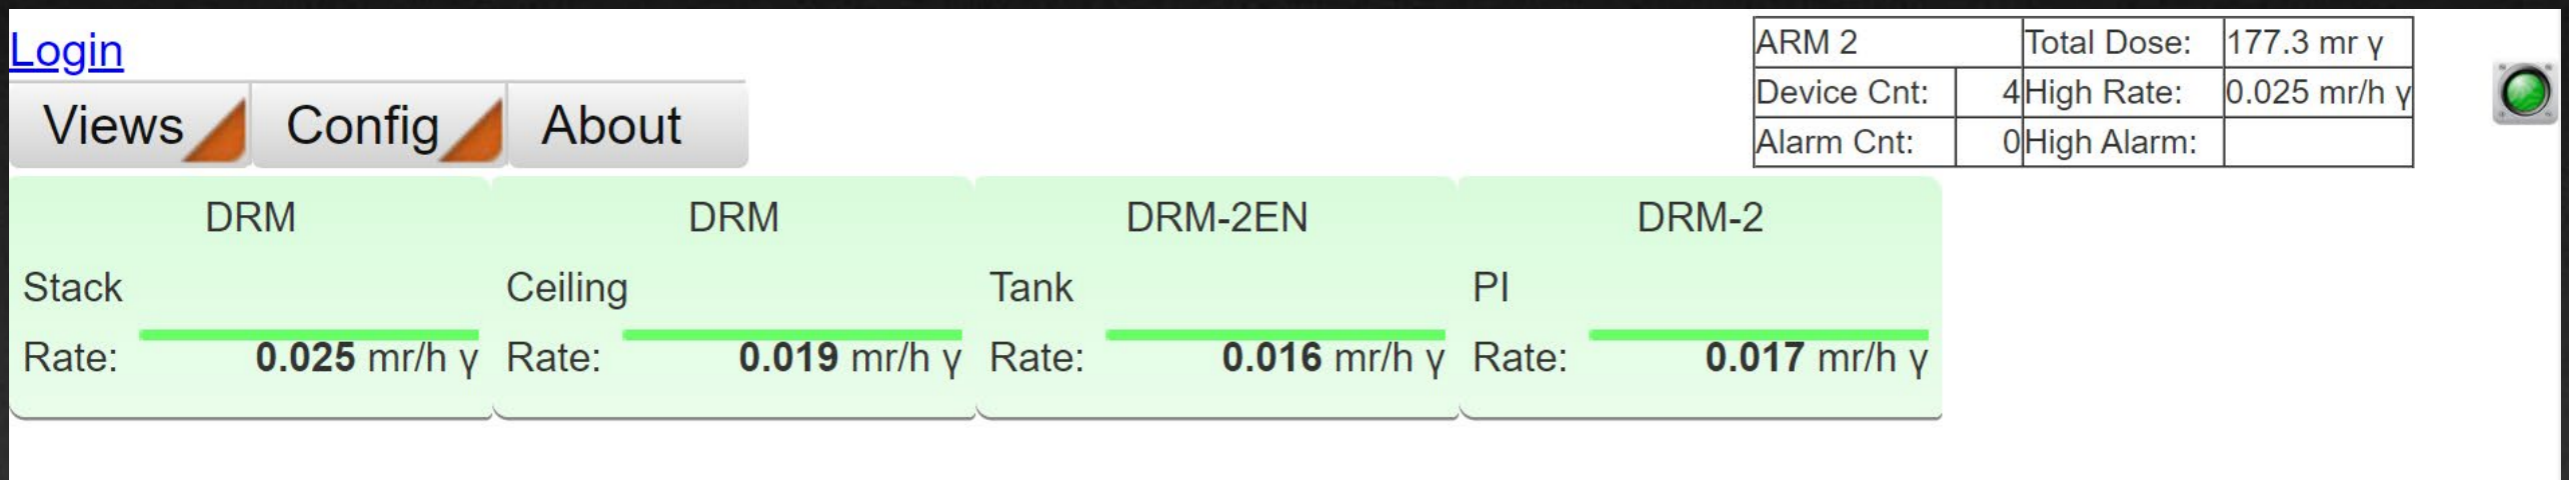 Login
Views Config About
ARM 2 Total Dose: 177.3 mr γ
Device Cnt: 4 High Rate: 0.025 mr/h γ
Alarm Cnt: 0 High Alarm:
DRM
Stack
Rate: 0.025 mr/h γ
DRM
Ceiling
Rate: 0.019 mr/h γ
DRM-2EN
Tank
Rate: 0.016 mr/h γ
DRM-2
PI
Rate: 0.017 mr/h γ